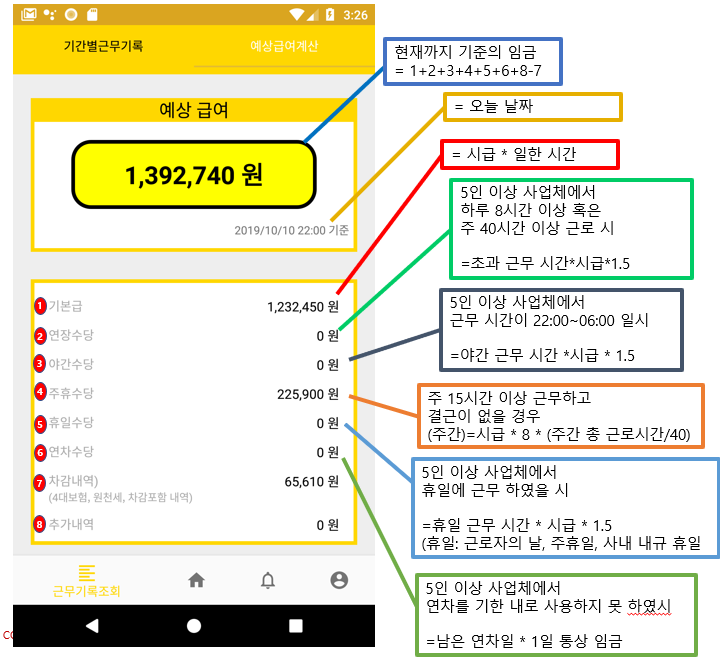 3:26
기간별근무기록
예상급여계산
예상 급여
1,392,740 원
2019/10/10 22:00 기준
1 기본급 1,232,450 원
2 연장수당 0 원
3 야간수당 0 원
4 주휴수당 225,900 원
5 휴일수당 0 원
6 연차수당 0 원
7 차감내역) 65,610 원
(4대보험, 원천세, 차감포함 내역)
8 추가내역 0 원
근무기록조회
현재까지 기준의 임금
= 1+2+3+4+5+6+8-7
= 오늘 날짜
= 시급 * 일한 시간
5인 이상 사업체에서
하루 8시간 이상 혹은
주 40시간 이상 근로 시
=초과 근무 시간*시급*1.5
5인 이상 사업체에서
근무 시간이 22:00~06:00 일시
=야간 근무 시간 *시급 * 1.5
주 15시간 이상 근무하고
결근이 없을 경우
(주간)=시급 * 8 * (주간 총 근로시간/40)
5인 이상 사업체에서
휴일에 근무 하였을 시
=휴일 근무 시간 * 시급 * 1.5
(휴일: 근로자의 날, 주휴일, 사내 내규 휴일
5인 이상 사업체에서
연차를 기한 내로 사용하지 못 하였시
=남은 연차일 * 1일 통상 임금